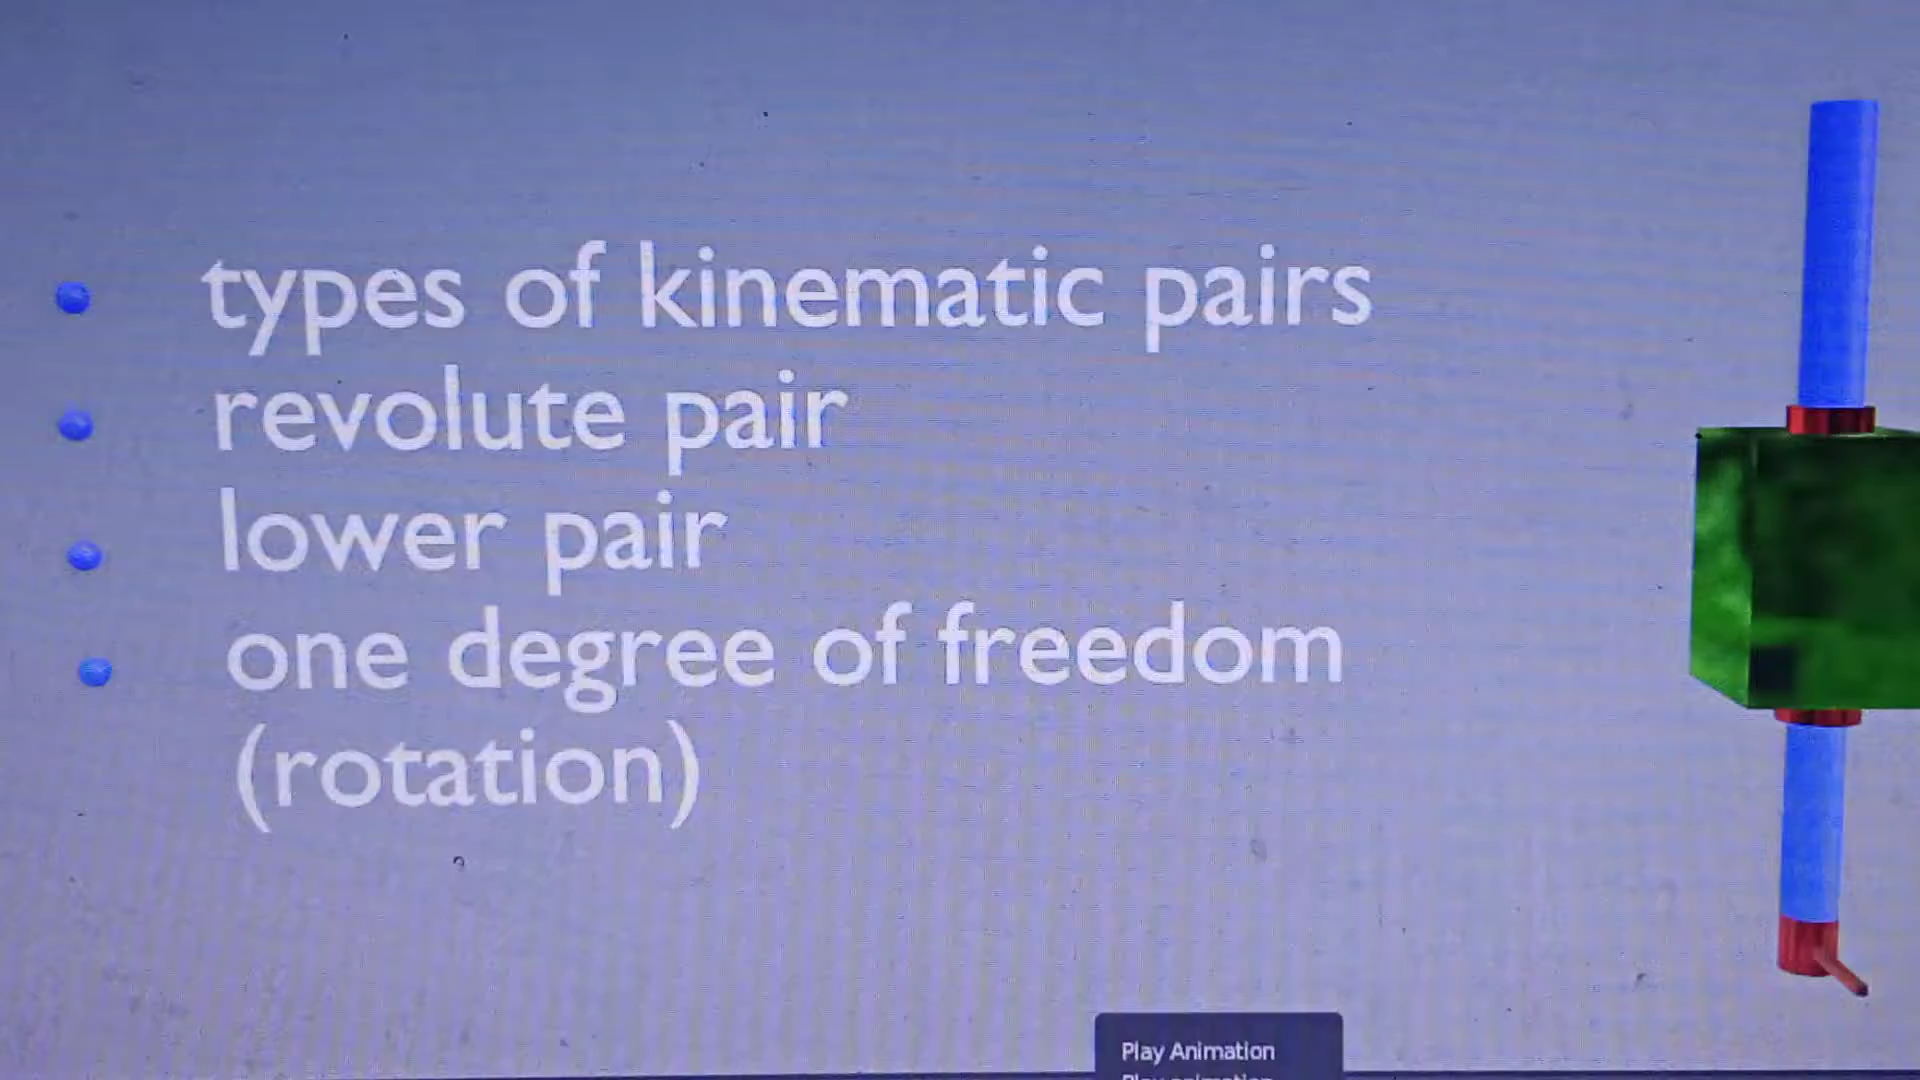 types of kinematic pairs
revolute pair
lower pair
one degree of freedom
(rotation)
Play Animation